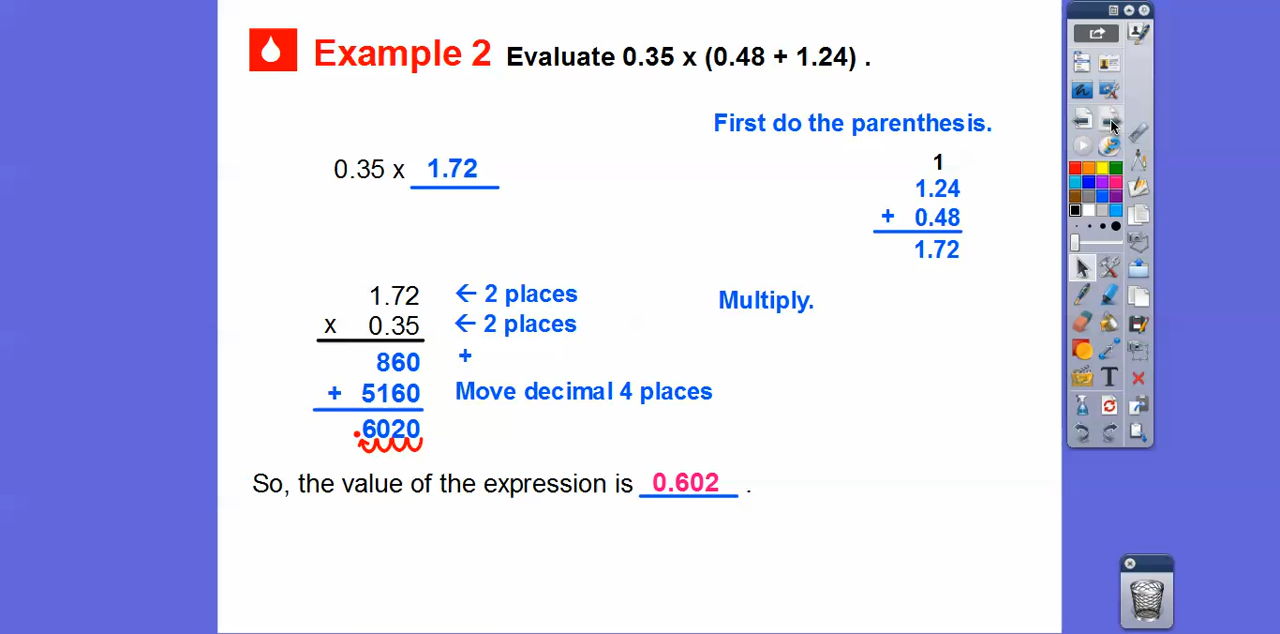 Example 2 Evaluate 0.35 x (0.48 + 1.24) .
First do the parenthesis.
0.35 x 1.72
1
1.24
+ 0.48
1.72
1.72 ← 2 places
x 0.35 ← 2 places
860 +
+ 5160 Move decimal 4 places
.6020
Multiply.
So, the value of the expression is 0.602 .
T